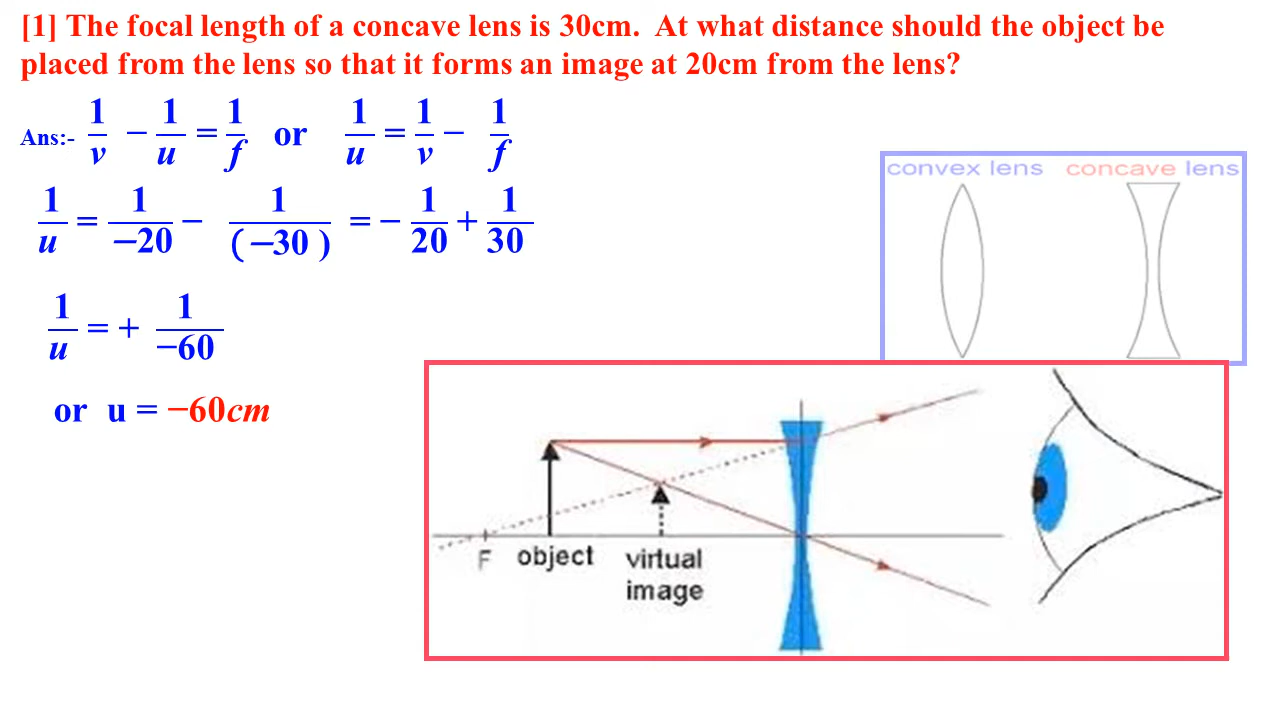 [1] The focal length of a concave lens is 30cm.  At what distance should the object be
placed from the lens so that it forms an image at 20cm from the lens?
Ans:- 1/v − 1/u = 1/f or 1/u = 1/v − 1/f
1/u = 1/−20 − 1/(−30 ) = − 1/20 + 1/30
1/u = + 1/−60
or u = −60cm
convex lens concave lens
F object virtual
image